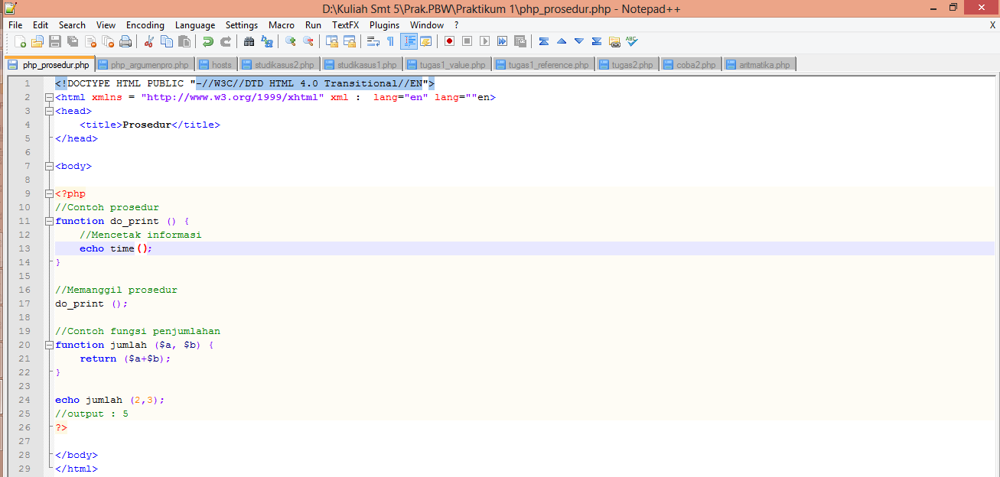 D:\Kuliah Smt 5\Prak.PBW\Praktikum 1\php_prosedur.php - Notepad++
File Edit Search View Encoding Language Settings Macro Run TextFX Plugins Window ? X
php_prosedur.php php_argumenpro.php hosts studikasus2.php studikasus1.php tugas1_value.php tugas1_reference.php tugas2.php coba2.php aritmatika.php
1 <!DOCTYPE HTML PUBLIC "-//W3C//DTD HTML 4.0 Transitional//EN">
2 <html xmlns = "http://www.w3.org/1999/xhtml" xml :  lang="en" lang=""en>
3 <head>
4     <title>Prosedur</title>
5 </head>
6
7 <body>
8
9 <?php
10 //Contoh prosedur
11 function do_print () {
12     //Mencetak informasi
13     echo time();
14 }
15
16 //Memanggil prosedur
17 do_print ();
18
19 //Contoh fungsi penjumlahan
20 function jumlah ($a, $b) {
21     return ($a+$b);
22 }
23
24 echo jumlah (2,3);
25 //output : 5
26 ?>
27
28 </body>
29 </html>